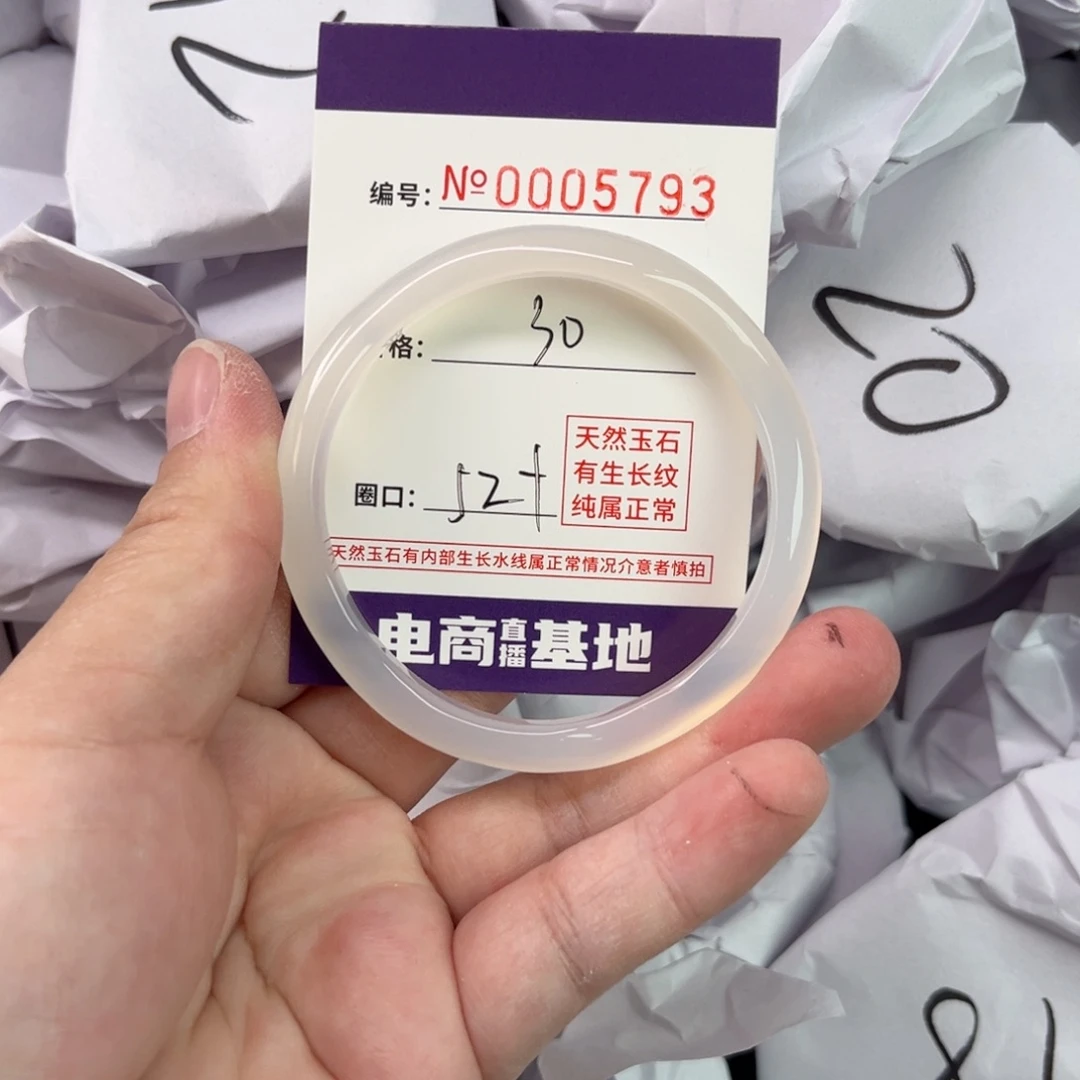 编号: №0005793
格: 30
天然玉石
有生长纹
纯属正常
圈口: 52+
天然玉石有内部生长水线属正常情况介意者慎拍
电商直播基地
20